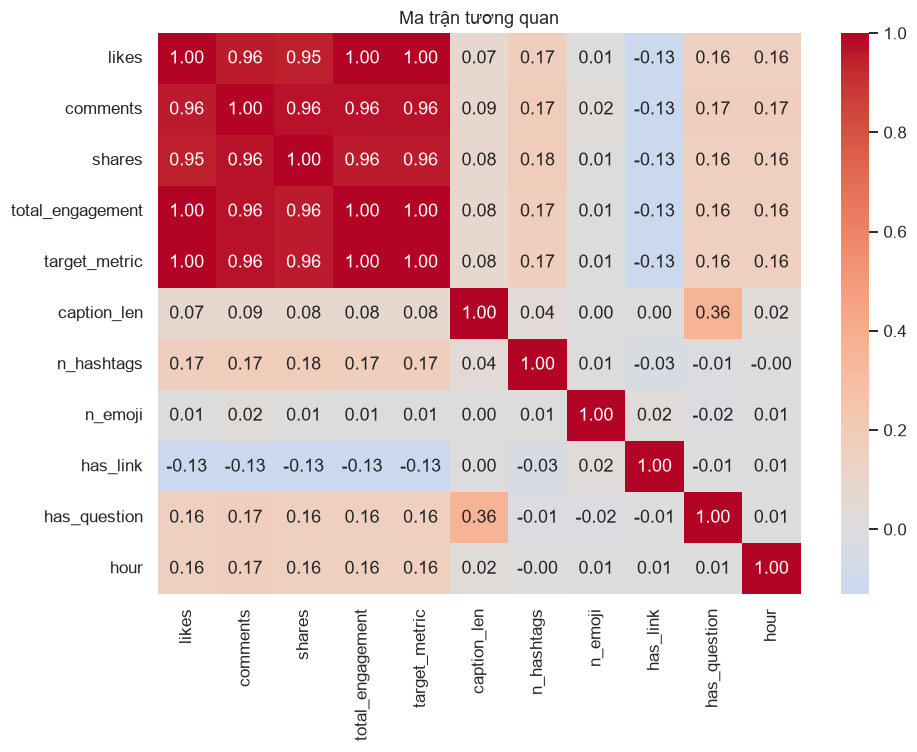 Ma trận tương quan
likes 1.00 0.96 0.95 1.00 1.00 0.07 0.17 0.01 -0.13 0.16 0.16
comments 0.96 1.00 0.96 0.96 0.96 0.09 0.17 0.02 -0.13 0.17 0.17
shares 0.95 0.96 1.00 0.96 0.96 0.08 0.18 0.01 -0.13 0.16 0.16
total_engagement 1.00 0.96 0.96 1.00 1.00 0.08 0.17 0.01 -0.13 0.16 0.16
target_metric 1.00 0.96 0.96 1.00 1.00 0.08 0.17 0.01 -0.13 0.16 0.16
caption_len 0.07 0.09 0.08 0.08 0.08 1.00 0.04 0.00 0.00 0.36 0.02
n_hashtags 0.17 0.17 0.18 0.17 0.17 0.04 1.00 0.01 -0.03 -0.01 -0.00
n_emoji 0.01 0.02 0.01 0.01 0.01 0.00 0.01 1.00 0.02 -0.02 0.01
has_link -0.13 -0.13 -0.13 -0.13 -0.13 0.00 -0.03 0.02 1.00 -0.01 0.01
has_question 0.16 0.17 0.16 0.16 0.16 0.36 -0.01 -0.02 -0.01 1.00 0.01
hour 0.16 0.17 0.16 0.16 0.16 0.02 -0.00 0.01 0.01 0.01 1.00
likes
comments
shares
total_engagement
target_metric
caption_len
n_hashtags
n_emoji
has_link
has_question
hour
1.0
0.8
0.6
0.4
0.2
0.0